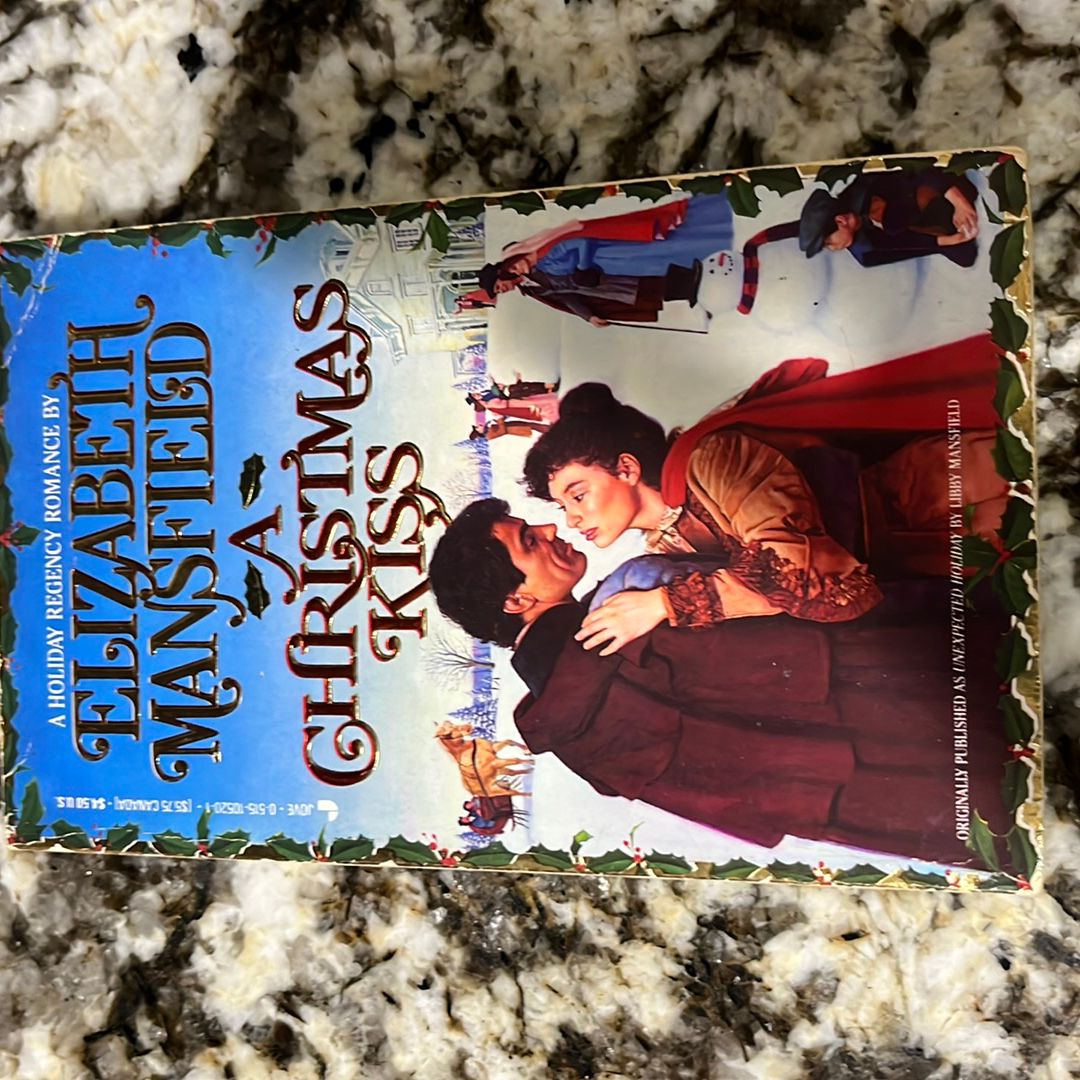 A HOLIDAY REGENCY ROMANCE BY
ELIZABETH
MANSFIELD
A
CHRISTMAS
KISS
JOVE · 0-515-10520-1 · [$5.75 CANADA] · $4.50 U.S.
ORIGINALLY PUBLISHED AS UNEXPECTED HOLIDAY BY LIBBY MANSFIELD